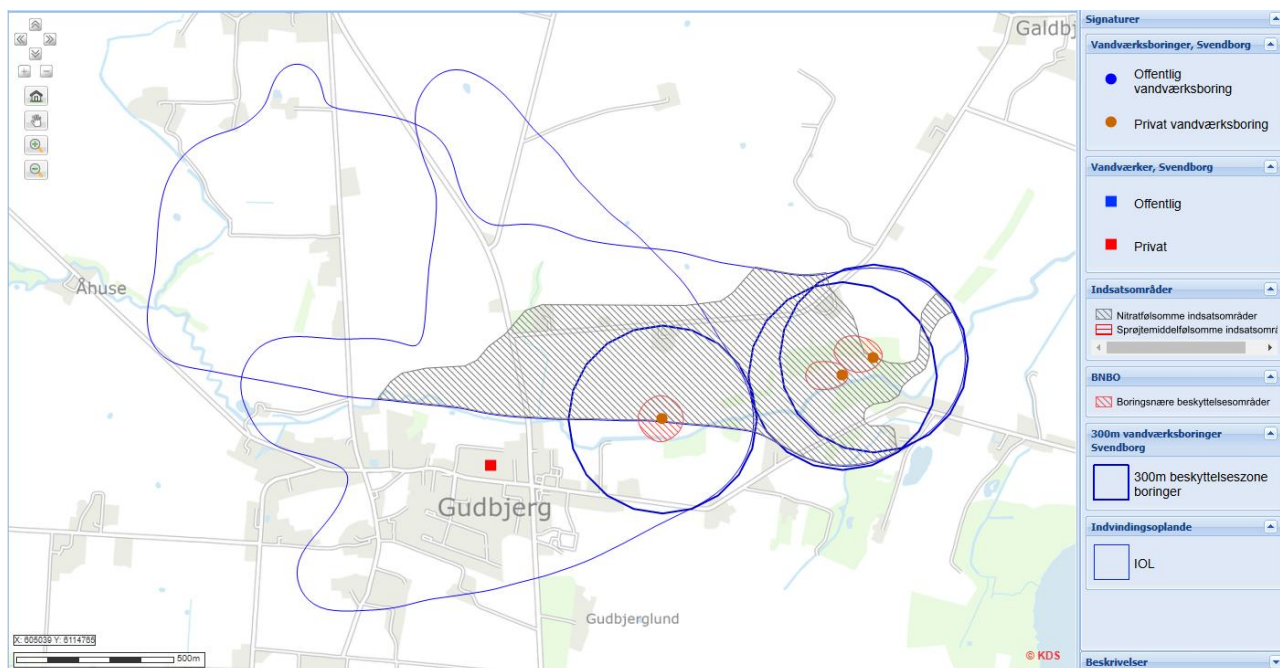 Galdbj
Åhuse
Gudbjerg
Gudbjerglund
X: 605039 Y: 6114765
500m
© KDS
Signaturer
Vandværksboringer, Svendborg
Offentlig
vandværksboring
Privat vandværksboring
Vandværker, Svendborg
Offentlig
Privat
Indsatsområder
Nitratfølsomme indsatsområder
Sprøjtemiddelfølsomme indsatsområ
BNBO
Boringsnære beskyttelsesområder
300m vandværksboringer
Svendborg
300m beskyttelseszone
boringer
Indvindingsoplande
IOL
Beskrivelser